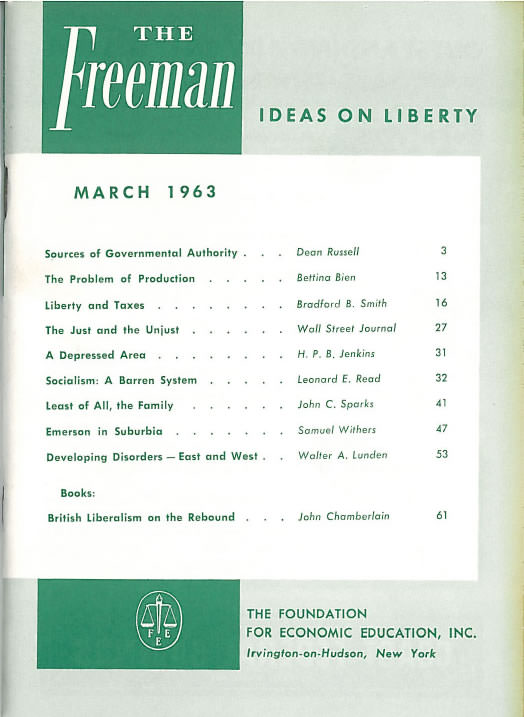 THE
Freeman
IDEAS ON LIBERTY
MARCH 1963
Sources of Governmental Authority . . . Dean Russell 3
The Problem of Production . . . . . Bettina Bien 13
Liberty and Taxes . . . . . . . . Bradford B. Smith 16
The Just and the Unjust . . . . . . Wall Street Journal 27
A Depressed Area . . . . . . . . H. P. B. Jenkins 31
Socialism: A Barren System . . . . . Leonard E. Read 32
Least of All, the Family . . . . . . John C. Sparks 41
Emerson in Suburbia . . . . . . . Samuel Withers 47
Developing Disorders — East and West . . Walter A. Lunden 53
Books:
British Liberalism on the Rebound . . . John Chamberlain 61
F E E
THE FOUNDATION
FOR ECONOMIC EDUCATION, INC.
Irvington-on-Hudson, New York